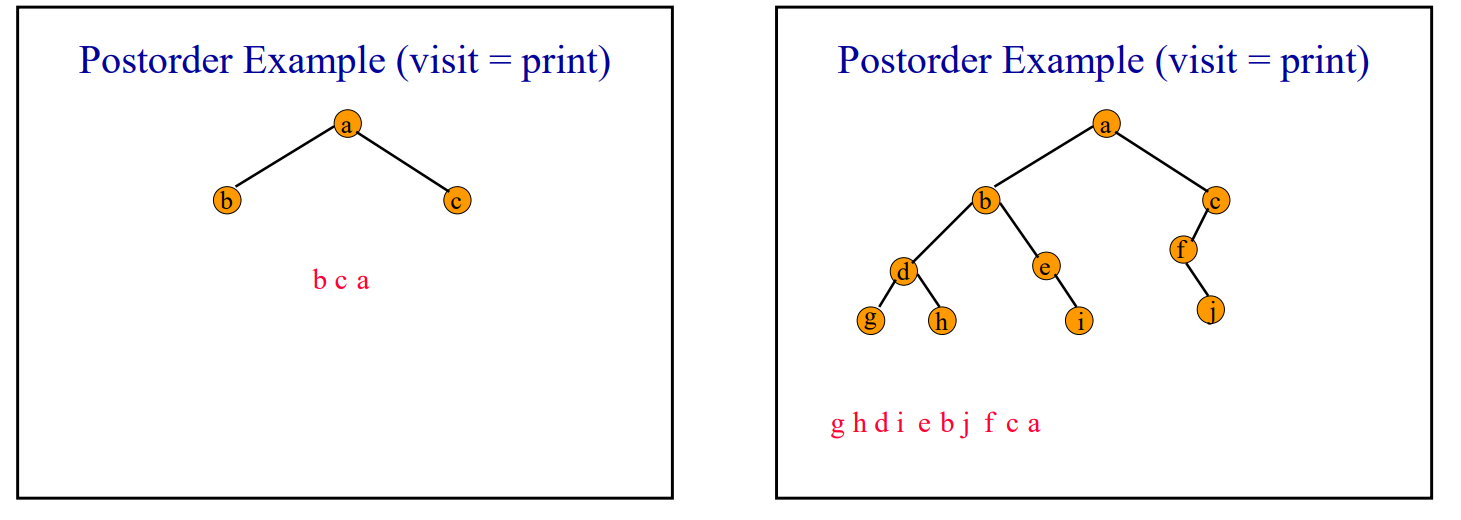 Postorder Example (visit = print)
a
b c
b c a
Postorder Example (visit = print)
a
b c
f
d e
g h i j
g h d i e b j f c a